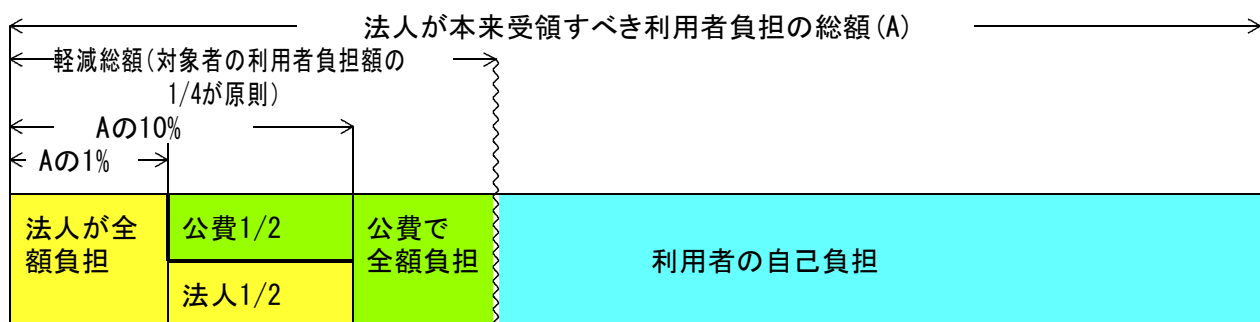 法人が本来受領すべき利用者負担の総額(A)
軽減総額(対象者の利用者負担額の
1/4が原則)
Aの10%
Aの1%
法人が全
額負担
公費1/2
法人1/2
公費で
全額負担
利用者の自己負担